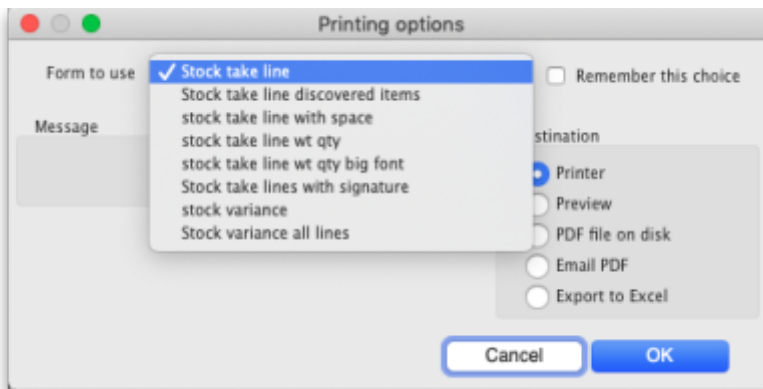 Printing options
Form to use
✓ Stock take line
Stock take line discovered items
stock take line with space
stock take line wt qty
stock take line wt qty big font
Stock take lines with signature
stock variance
Stock variance all lines
Remember this choice
Message
stination
Printer
Preview
PDF file on disk
Email PDF
Export to Excel
Cancel
OK